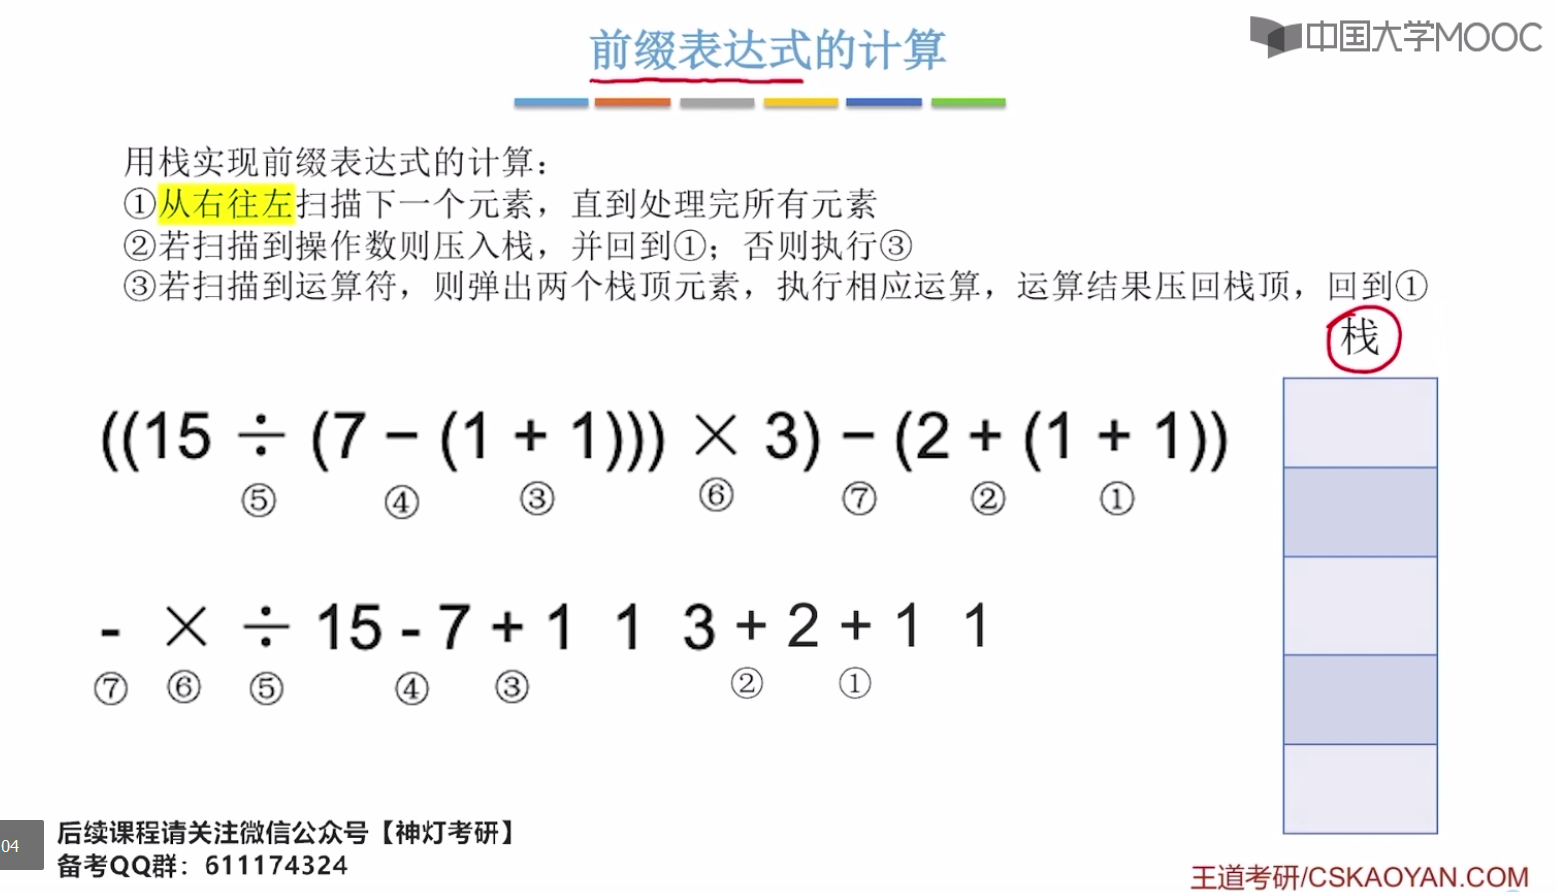 前缀表达式的计算
中国大学MOOC
用栈实现前缀表达式的计算：
①从右往左扫描下一个元素，直到处理完所有元素
②若扫描到操作数则压入栈，并回到①；否则执行③
③若扫描到运算符，则弹出两个栈顶元素，执行相应运算，运算结果压回栈顶，回到①
栈
((15 ÷ (7 − (1 + 1))) × 3) − (2 + (1 + 1))
⑤ ④ ③ ⑥ ⑦ ② ①
- × ÷ 15 - 7 + 1 1 3 + 2 + 1 1
⑦ ⑥ ⑤ ④ ③ ② ①
04
后续课程请关注微信公众号【神灯考研】
备考QQ群：611174324
王道考研/CSKAOYAN.COM